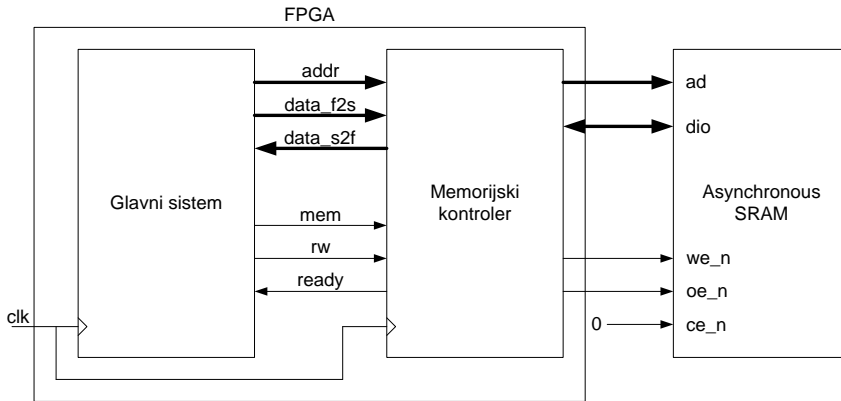 FPGA
addr
data_f2s
data_s2f
Glavni sistem
mem
rw
ready
clk
Memorijski
kontroler
ad
dio
Asynchronous
SRAM
we_n
oe_n
0
ce_n